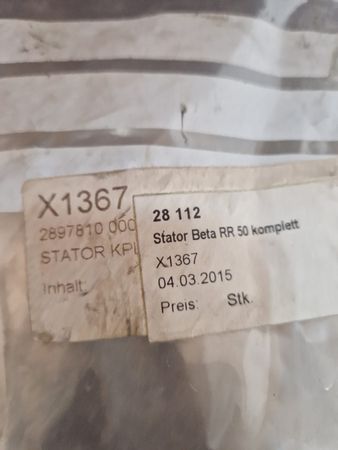 X1367
2897810 000
STATOR KPL
Inhalt:
28 112
Stator Beta RR 50 komplett
X1367
04.03.2015
Preis: Stk.